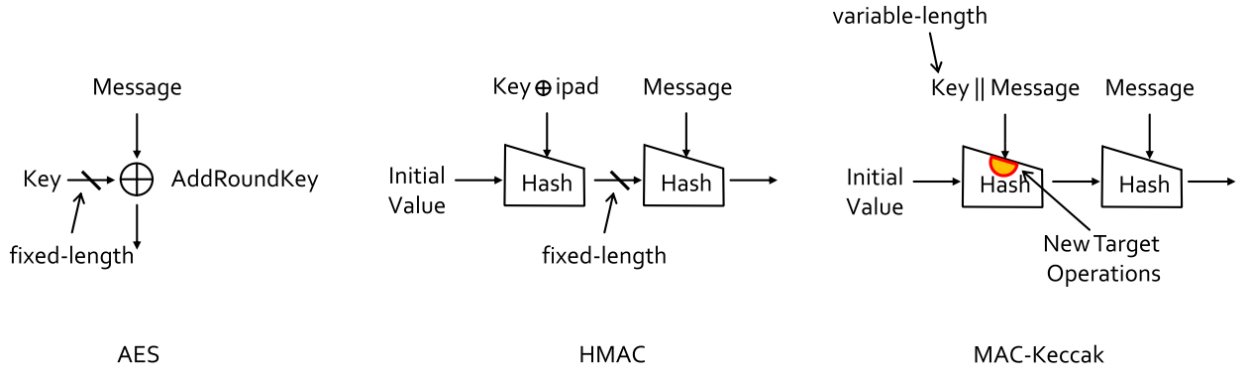 Message
Key ⊕ AddRoundKey
fixed-length
AES
Key ⊕ ipad Message
Initial
Value
Hash Hash
fixed-length
HMAC
variable-length
Key || Message Message
Initial
Value
Hash Hash
New Target
Operations
MAC-Keccak